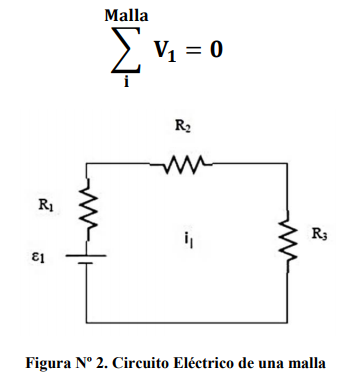 Malla
∑ V₁ = 0
i
R₂
R₁
R₃
i₁
ε1
Figura Nº 2. Circuito Eléctrico de una malla